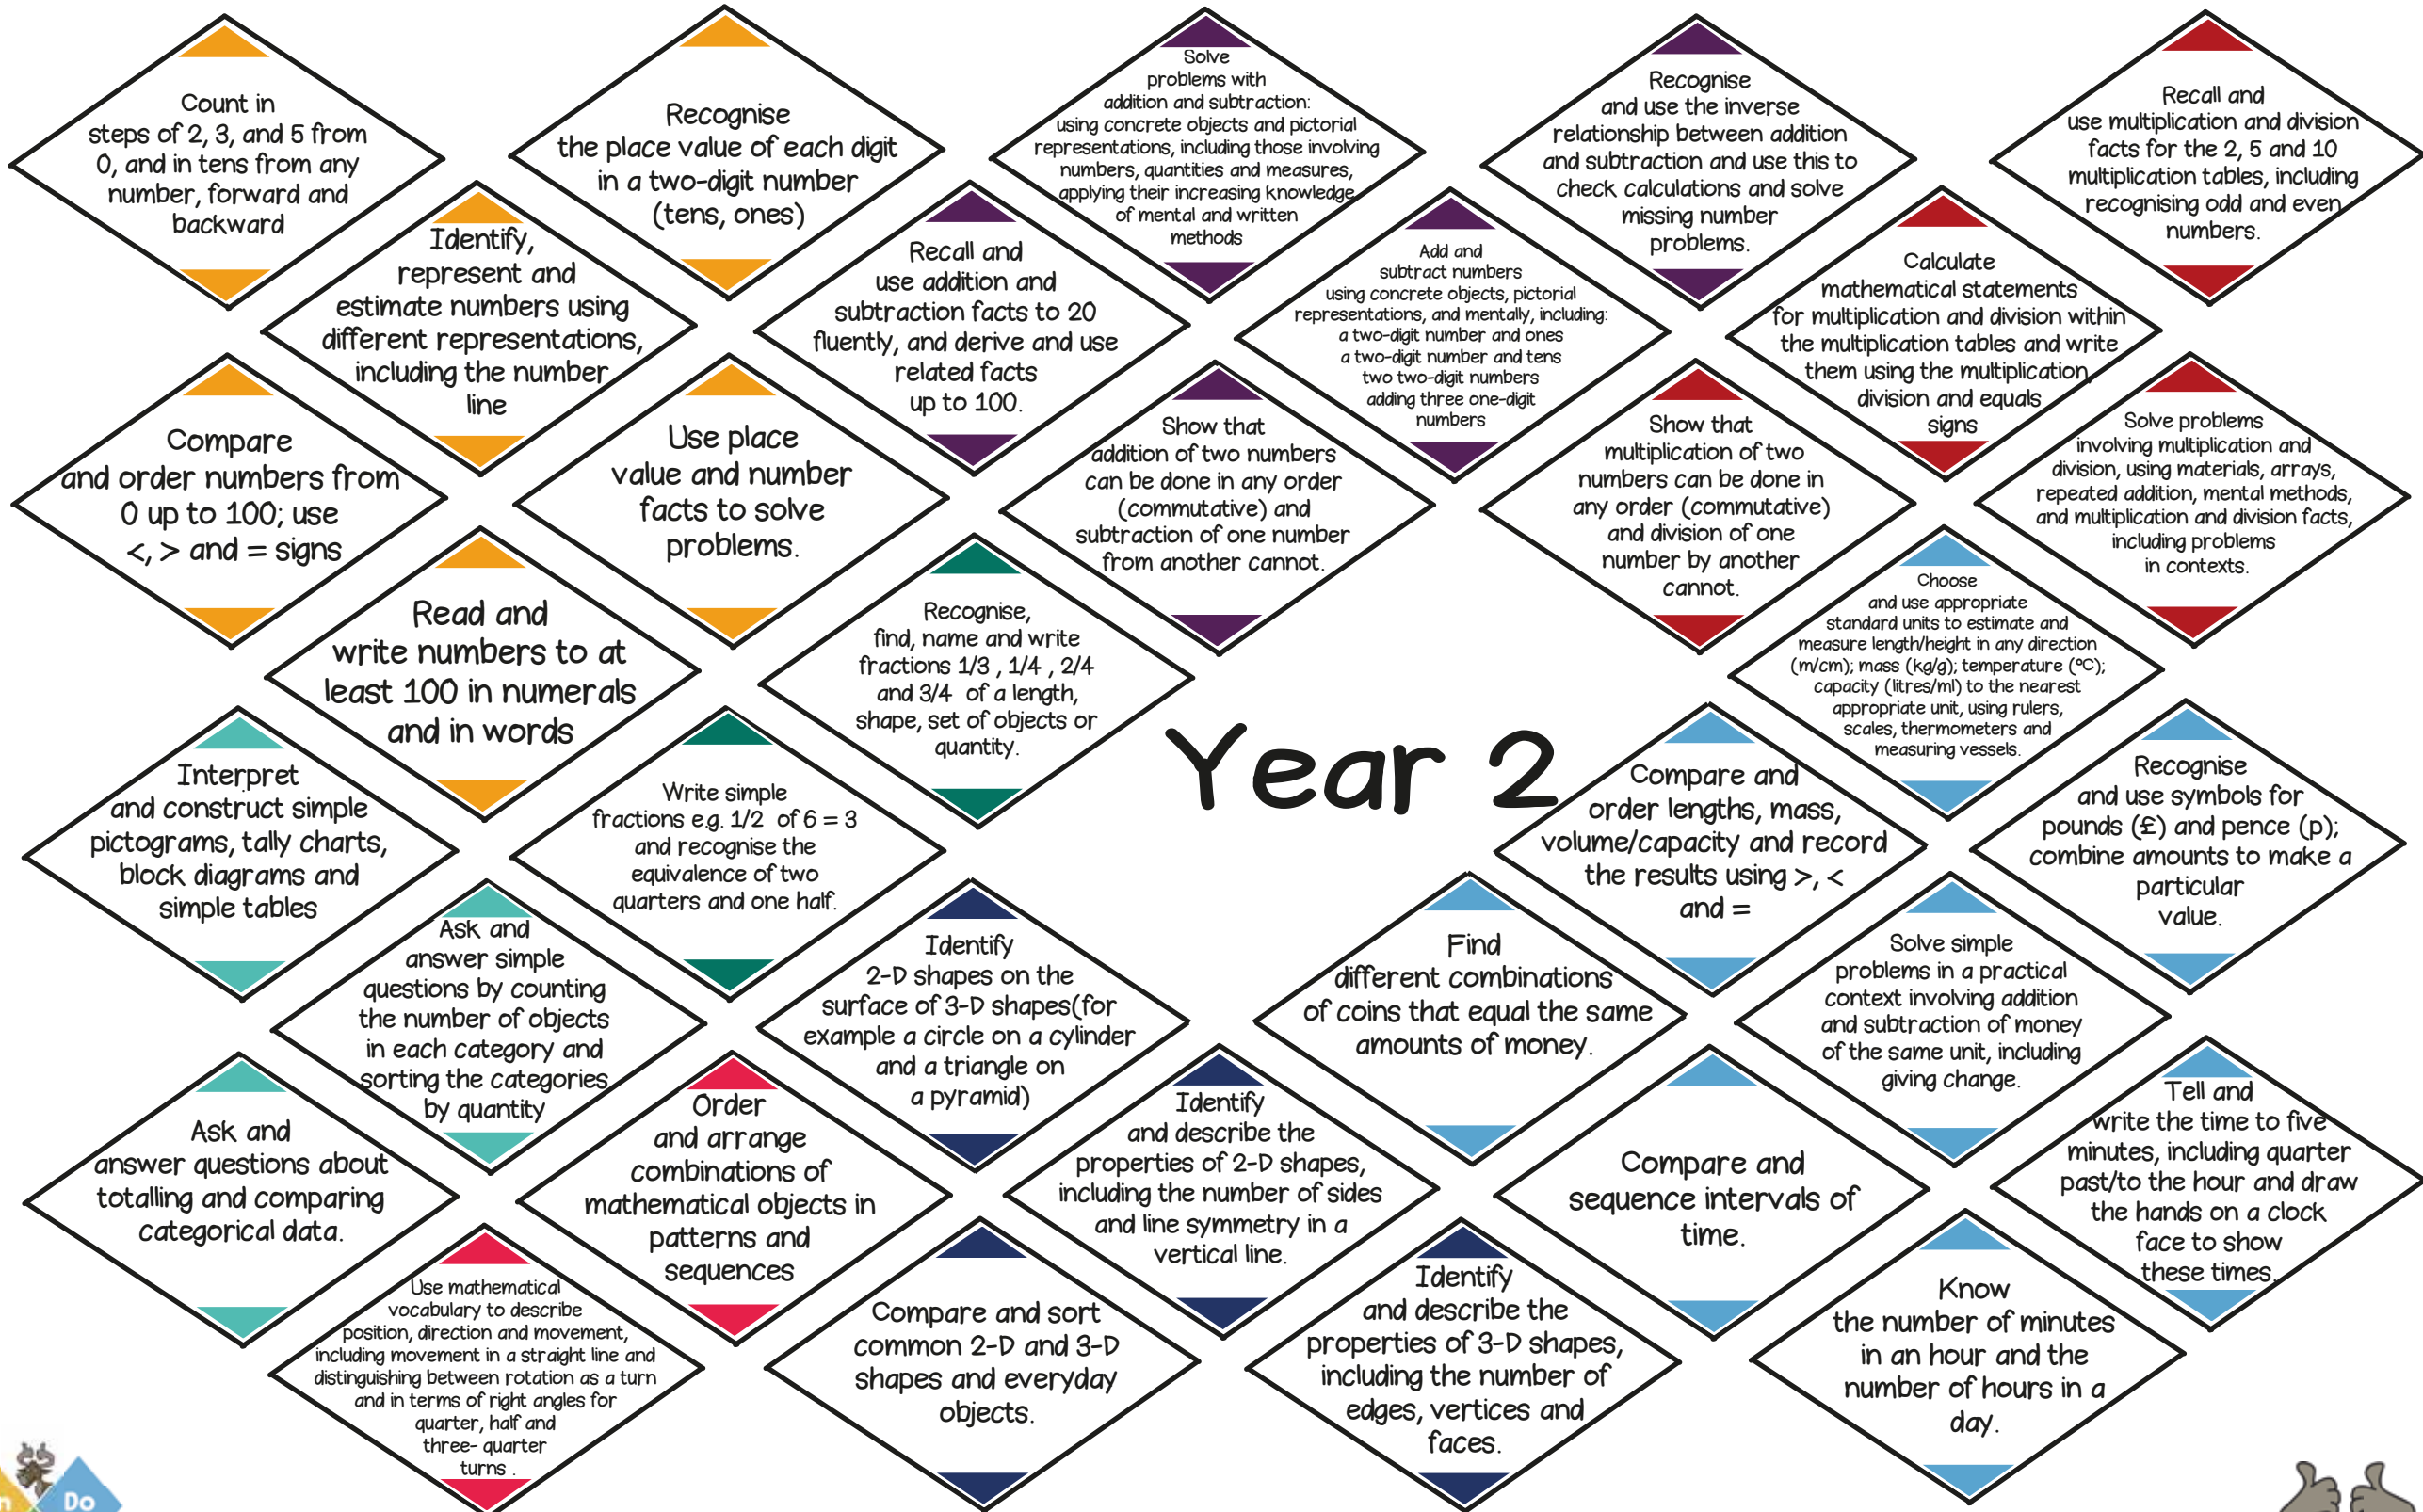 Count in
steps of 2, 3, and 5 from
0, and in tens from any
number, forward and
backward
Recognise
the place value of each digit
in a two-digit number
(tens, ones)
Solve
problems with
addition and subtraction:
using concrete objects and pictorial
representations, including those involving
numbers, quantities and measures,
applying their increasing knowledge
of mental and written
methods
Recognise
and use the inverse
relationship between addition
and subtraction and use this to
check calculations and solve
missing number
problems.
Recall and
use multiplication and division
facts for the 2, 5 and 10
multiplication tables, including
recognising odd and even
numbers.
Identify,
represent and
estimate numbers using
different representations,
including the number
line
Recall and
use addition and
subtraction facts to 20
fluently, and derive and use
related facts
up to 100.
Add and
subtract numbers
using concrete objects, pictorial
representations, and mentally, including:
a two-digit number and ones
a two-digit number and tens
two two-digit numbers
adding three one-digit
numbers
Calculate
mathematical statements
for multiplication and division within
the multiplication tables and write
them using the multiplication,
division and equals
signs
Compare
and order numbers from
0 up to 100; use
<, > and = signs
Use place
value and number
facts to solve
problems.
Show that
addition of two numbers
can be done in any order
(commutative) and
subtraction of one number
from another cannot.
Show that
multiplication of two
numbers can be done in
any order (commutative)
and division of one
number by another
cannot.
Solve problems
involving multiplication and
division, using materials, arrays,
repeated addition, mental methods,
and multiplication and division facts,
including problems
in contexts.
Read and
write numbers to at
least 100 in numerals
and in words
Recognise,
find, name and write
fractions 1/3 , 1/4 , 2/4
and 3/4 of a length,
shape, set of objects or
quantity.
Choose
and use appropriate
standard units to estimate and
measure length/height in any direction
(m/cm); mass (kg/g); temperature (°C);
capacity (litres/ml) to the nearest
appropriate unit, using rulers,
scales, thermometers and
measuring vessels.
Year 2
Interpret
and construct simple
pictograms, tally charts,
block diagrams and
simple tables
Write simple
fractions e.g. 1/2 of 6 = 3
and recognise the
equivalence of two
quarters and one half.
Compare and
order lengths, mass,
volume/capacity and record
the results using >, <
and =
Recognise
and use symbols for
pounds (£) and pence (p);
combine amounts to make a
particular
value.
Ask and
answer simple
questions by counting
the number of objects
in each category and
sorting the categories
by quantity
Identify
2-D shapes on the
surface of 3-D shapes(for
example a circle on a cylinder
and a triangle on
a pyramid)
Find
different combinations
of coins that equal the same
amounts of money.
Solve simple
problems in a practical
context involving addition
and subtraction of money
of the same unit, including
giving change.
Ask and
answer questions about
totalling and comparing
categorical data.
Order
and arrange
combinations of
mathematical objects in
patterns and
sequences
Identify
and describe the
properties of 2-D shapes,
including the number of sides
and line symmetry in a
vertical line.
Compare and
sequence intervals of
time.
Tell and
write the time to five
minutes, including quarter
past/to the hour and draw
the hands on a clock
face to show
these times.
Use mathematical
vocabulary to describe
position, direction and movement,
including movement in a straight line and
distinguishing between rotation as a turn
and in terms of right angles for
quarter, half and
three- quarter
turns .
Compare and sort
common 2-D and 3-D
shapes and everyday
objects.
Identify
and describe the
properties of 3-D shapes,
including the number of
edges, vertices and
faces.
Know
the number of minutes
in an hour and the
number of hours in a
day.
Do